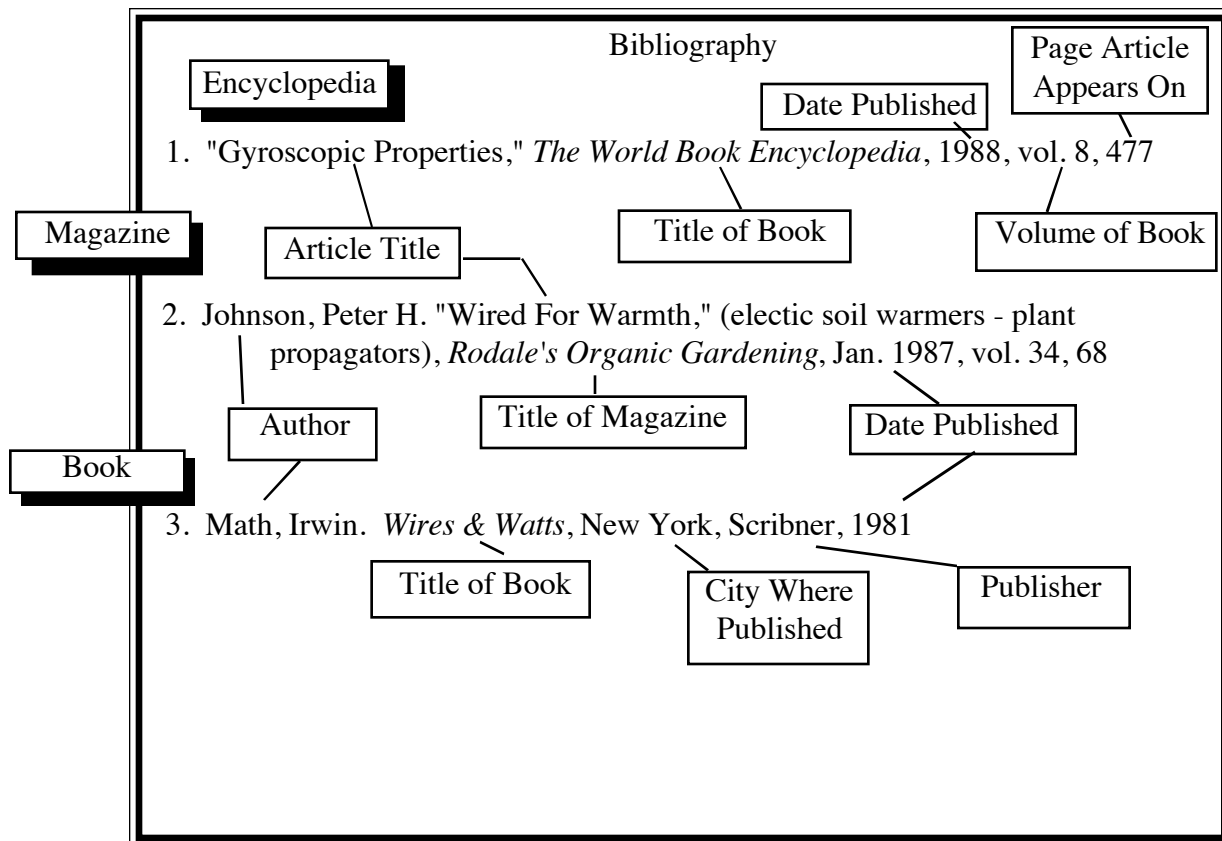 Bibliography
Page Article
Appears On
Encyclopedia
Date Published
1. "Gyroscopic Properties," The World Book Encyclopedia, 1988, vol. 8, 477
Magazine
Article Title
Title of Book
Volume of Book
2. Johnson, Peter H. "Wired For Warmth," (electic soil warmers - plant
propagators), Rodale's Organic Gardening, Jan. 1987, vol. 34, 68
Author
Title of Magazine
Date Published
Book
3. Math, Irwin. Wires & Watts, New York, Scribner, 1981
Title of Book
City Where
Published
Publisher